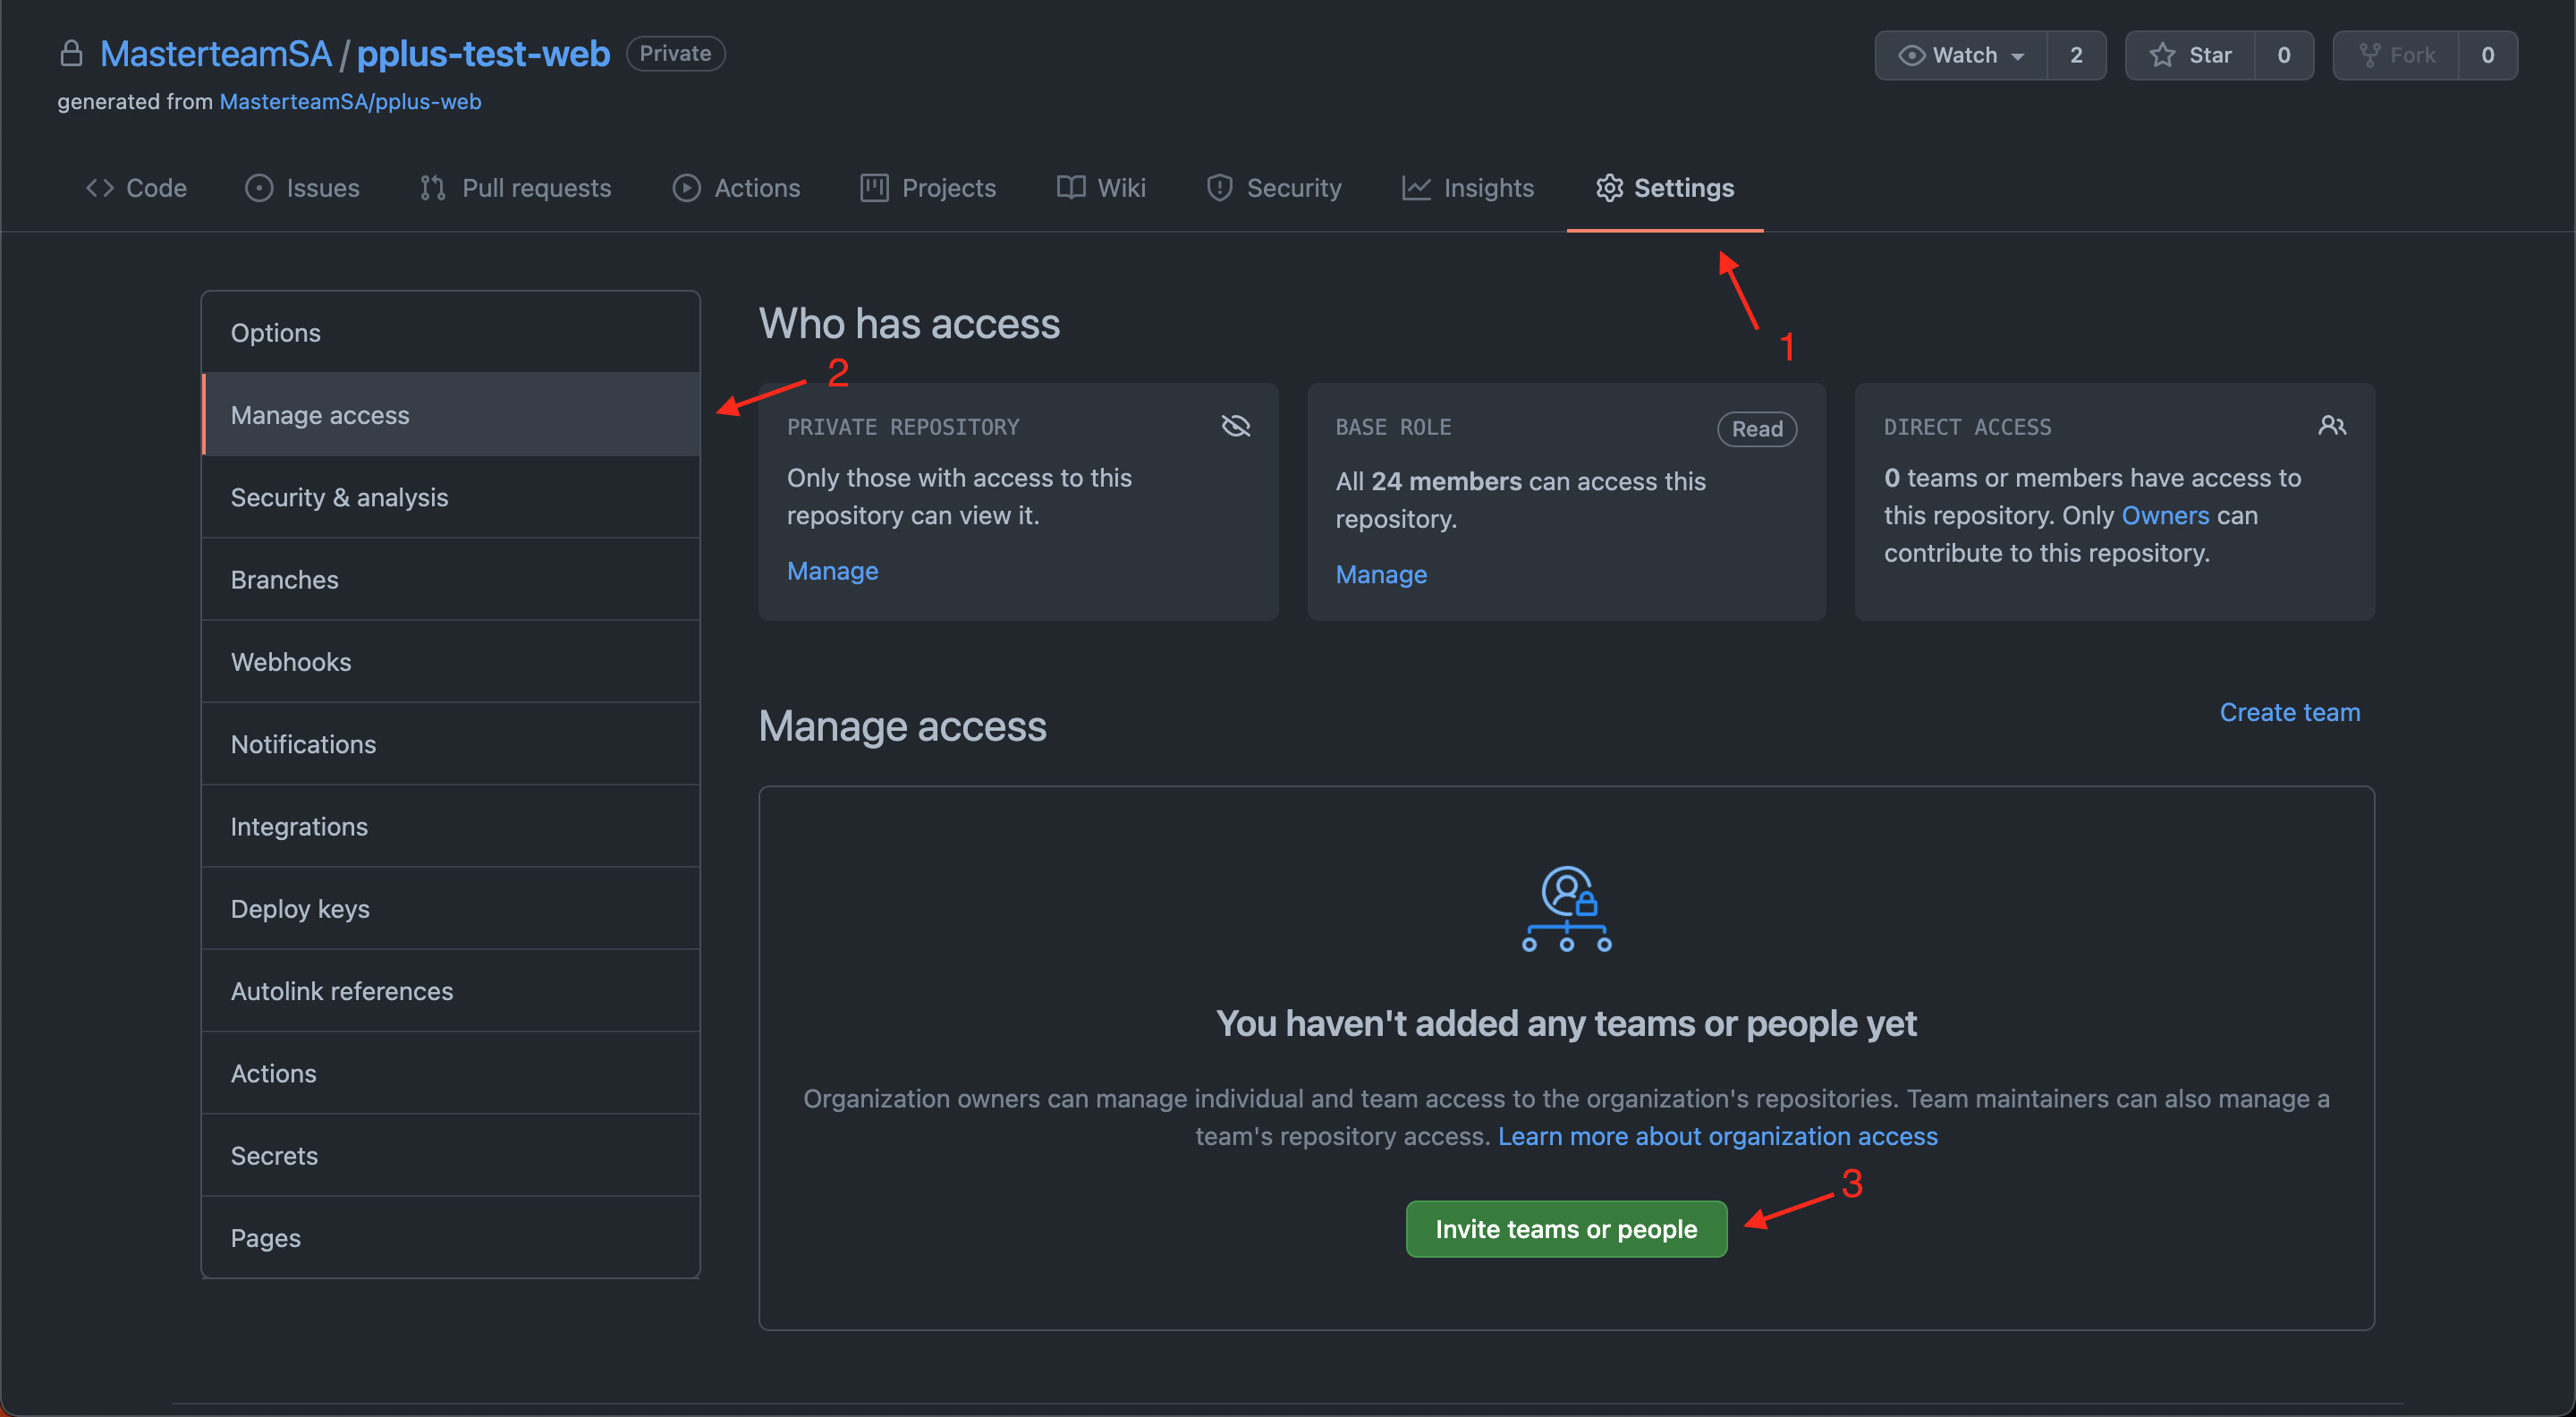 MasterteamSA / pplus-test-web Private
Watch 2 Star 0 Fork 0
generated from MasterteamSA/pplus-web
Code Issues Pull requests Actions Projects Wiki Security Insights Settings
1
Options
Manage access
Security & analysis
Branches
Webhooks
Notifications
Integrations
Deploy keys
Autolink references
Actions
Secrets
Pages
2
Who has access
PRIVATE REPOSITORY
Only those with access to this
repository can view it.
Manage
BASE ROLE Read
All 24 members can access this
repository.
Manage
DIRECT ACCESS
0 teams or members have access to
this repository. Only Owners can
contribute to this repository.
Manage access
Create team
You haven't added any teams or people yet
Organization owners can manage individual and team access to the organization's repositories. Team maintainers can also manage a
team's repository access. Learn more about organization access
3
Invite teams or people